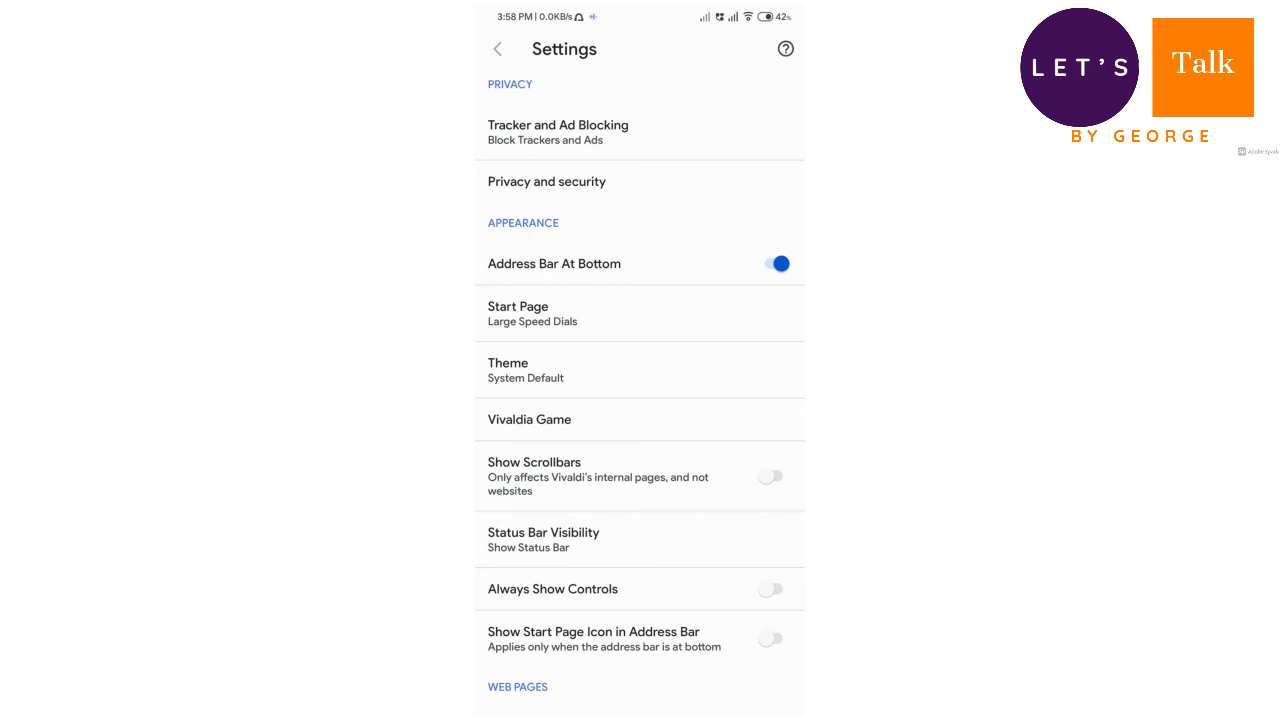 3:58 PM | 0.0KB/s
42%
Settings
PRIVACY
Tracker and Ad Blocking
Block Trackers and Ads
Privacy and security
APPEARANCE
Address Bar At Bottom
Start Page
Large Speed Dials
Theme
System Default
Vivaldia Game
Show Scrollbars
Only affects Vivaldi's internal pages, and not
websites
Status Bar Visibility
Show Status Bar
Always Show Controls
Show Start Page Icon in Address Bar
Applies only when the address bar is at bottom
WEB PAGES
LET'S
Talk
BY GEORGE
Adobe Spark